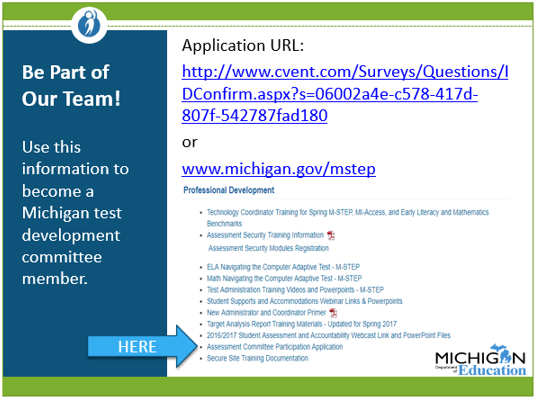 Be Part of
Our Team!
Use this
information to
become a
Michigan test
development
committee
member.
HERE
Application URL:
http://www.cvent.com/Surveys/Questions/I
DConfirm.aspx?s=06002a4e-c578-417d-
807f-542787fad180
or
www.michigan.gov/mstep
Professional Development
Technology Coordinator Training for Spring M-STEP, MI-Access, and Early Literacy and Mathematics
Benchmarks
Assessment Security Training Information
Assessment Security Modules Registration
ELA Navigating the Computer Adaptive Test - M-STEP
Math Navigating the Computer Adaptive Test - M-STEP
Test Administration Training Videos and Powerpoints - M-STEP
Student Supports and Accommodations Webinar Links & Powerpoints
New Administrator and Coordinator Primer
Target Analysis Report Training Materials - Updated for Spring 2017
2016/2017 Student Assessment and Accountability Webcast Link and PowerPoint Files
Assessment Committee Participation Application
Secure Site Training Documentation
MICHIGAN
Department of Education